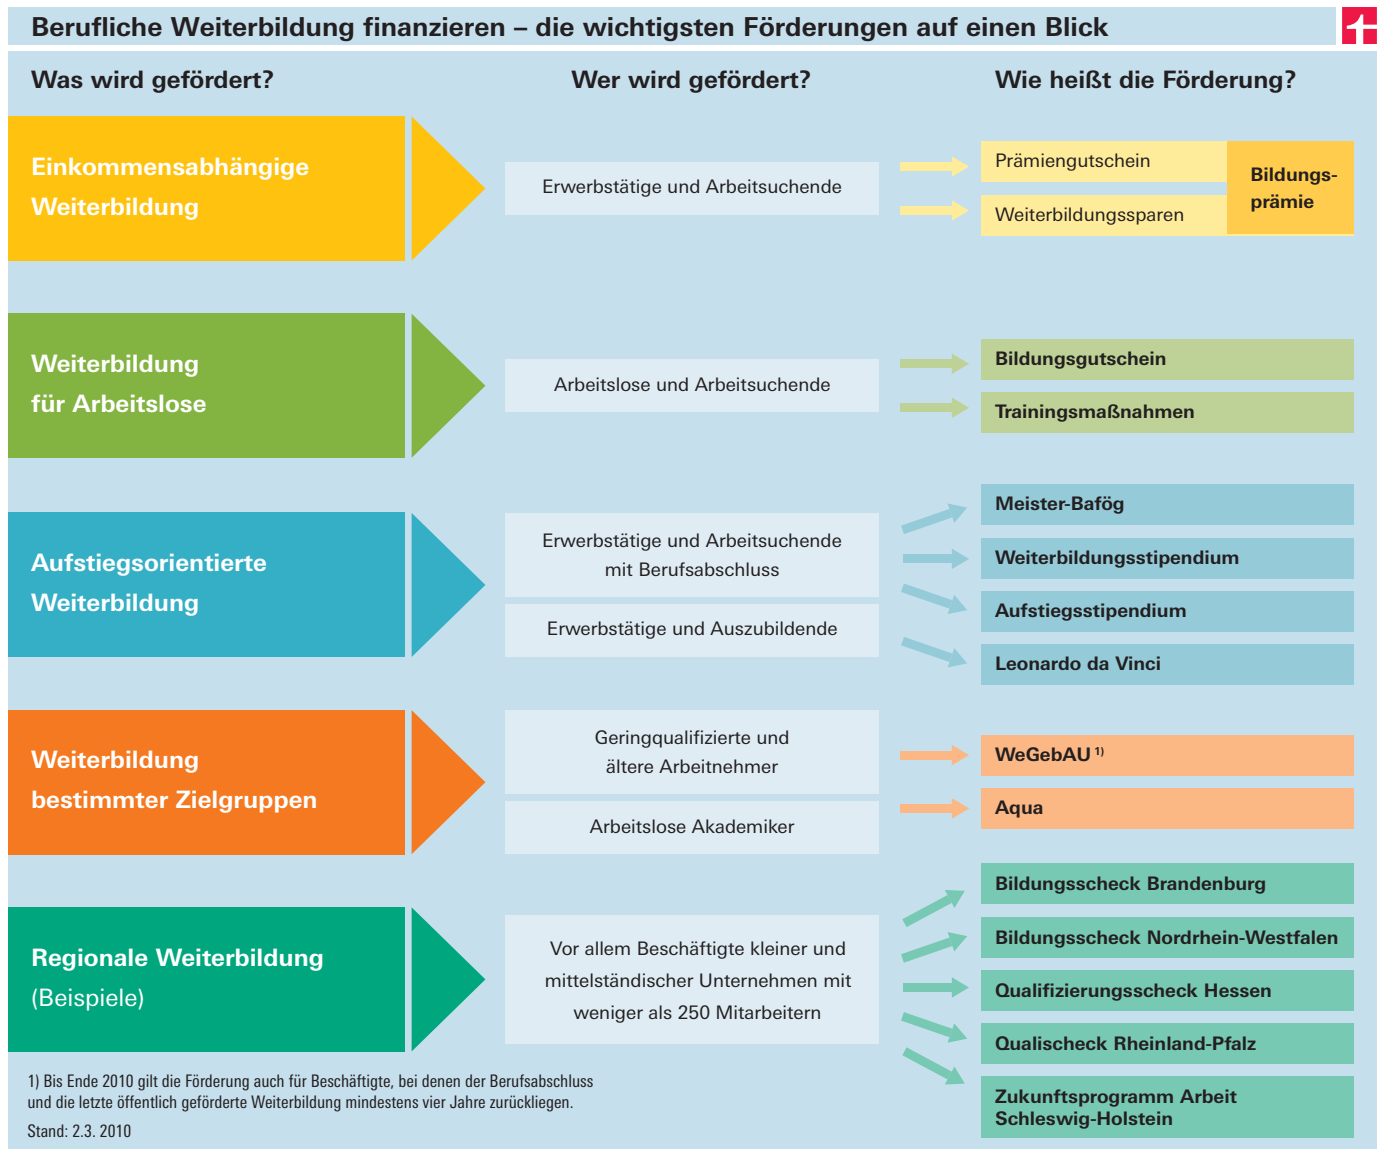 Berufliche Weiterbildung finanzieren – die wichtigsten Förderungen auf einen Blick
Was wird gefördert?
Wer wird gefördert?
Wie heißt die Förderung?
Einkommensabhängige
Weiterbildung
Erwerbstätige und Arbeitsuchende
Prämiengutschein
Weiterbildungssparen
Bildungs-
prämie
Weiterbildung
für Arbeitslose
Arbeitslose und Arbeitsuchende
Bildungsgutschein
Trainingsmaßnahmen
Aufstiegsorientierte
Weiterbildung
Erwerbstätige und Arbeitsuchende
mit Berufsabschluss
Erwerbstätige und Auszubildende
Meister-Bafög
Weiterbildungsstipendium
Aufstiegsstipendium
Leonardo da Vinci
Weiterbildung
bestimmter Zielgruppen
Geringqualifizierte und
ältere Arbeitnehmer
Arbeitslose Akademiker
WeGebAU 1)
Aqua
Regionale Weiterbildung
(Beispiele)
Vor allem Beschäftigte kleiner und
mittelständischer Unternehmen mit
weniger als 250 Mitarbeitern
Bildungsscheck Brandenburg
Bildungsscheck Nordrhein-Westfalen
Qualifizierungsscheck Hessen
Qualischeck Rheinland-Pfalz
Zukunftsprogramm Arbeit
Schleswig-Holstein
1) Bis Ende 2010 gilt die Förderung auch für Beschäftigte, bei denen der Berufsabschluss
und die letzte öffentlich geförderte Weiterbildung mindestens vier Jahre zurückliegen.
Stand: 2.3. 2010